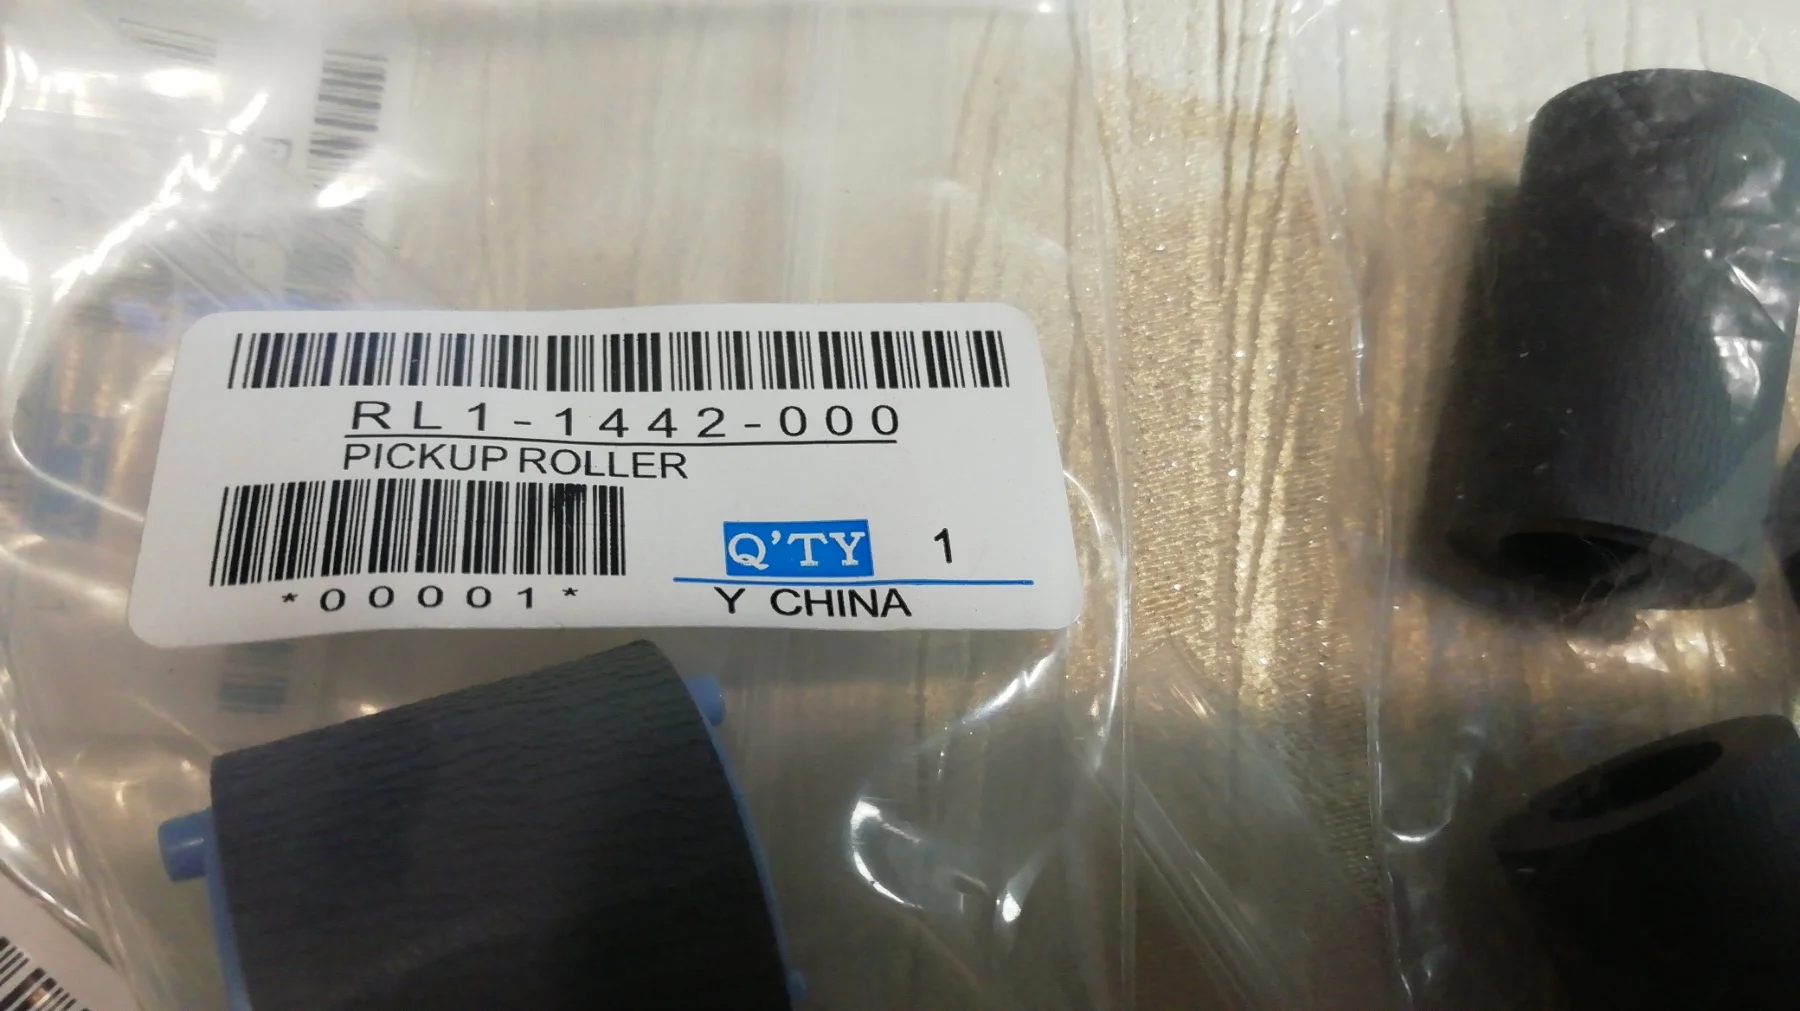 RL1-1442-000
PICKUP ROLLER
Q'TY 1
*00001*
Y CHINA